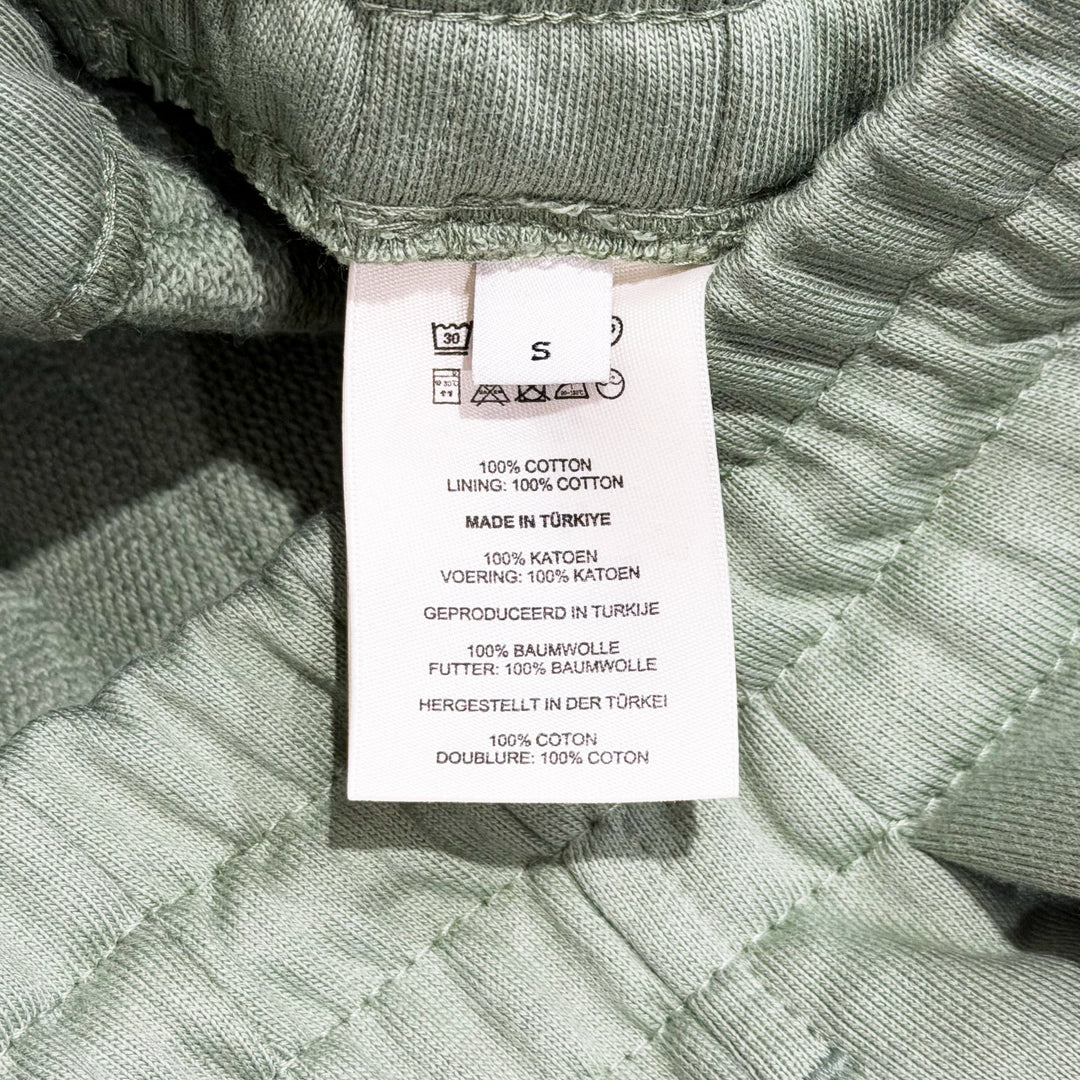 30
S
100% COTTON
LINING: 100% COTTON
MADE IN TÜRKIYE
100% KATOEN
VOERING: 100% KATOEN
GEPRODUCEERD IN TURKIJE
100% BAUMWOLLE
FUTTER: 100% BAUMWOLLE
HERGESTELLT IN DER TÜRKEI
100% COTON
DOUBLURE: 100% COTON